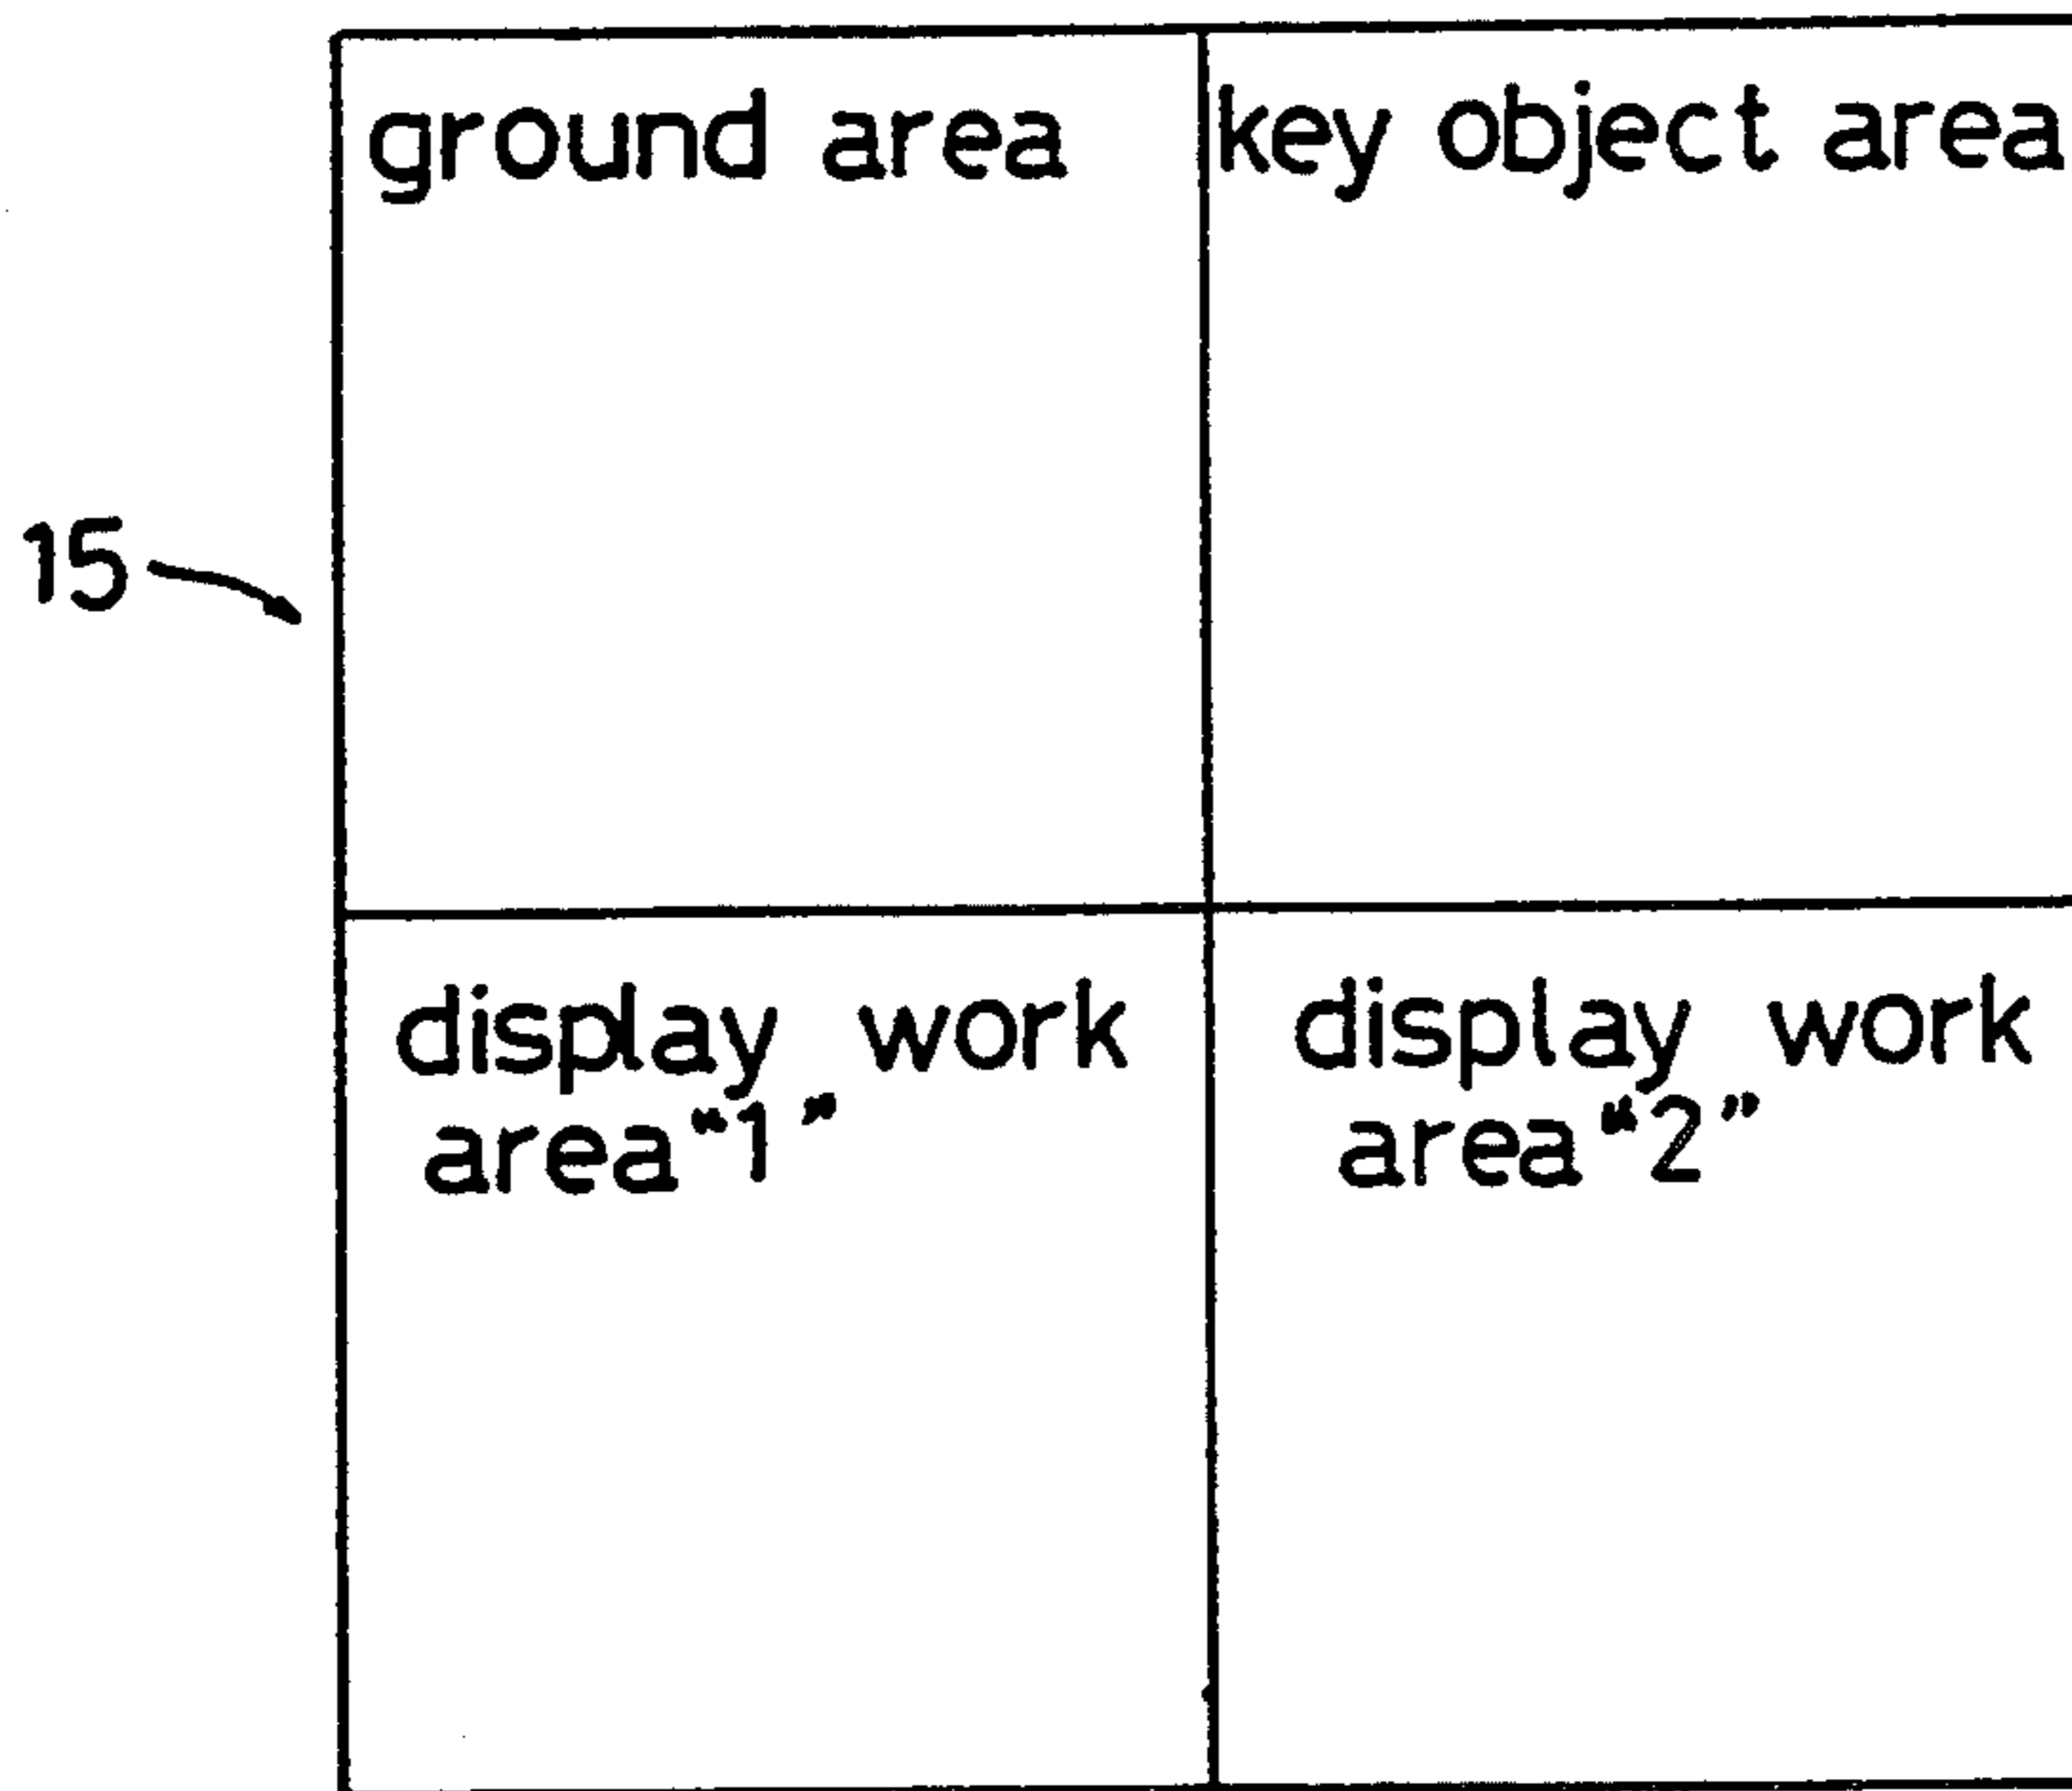 ground area
key object area
15
display work
area“1”
display work
area“2”